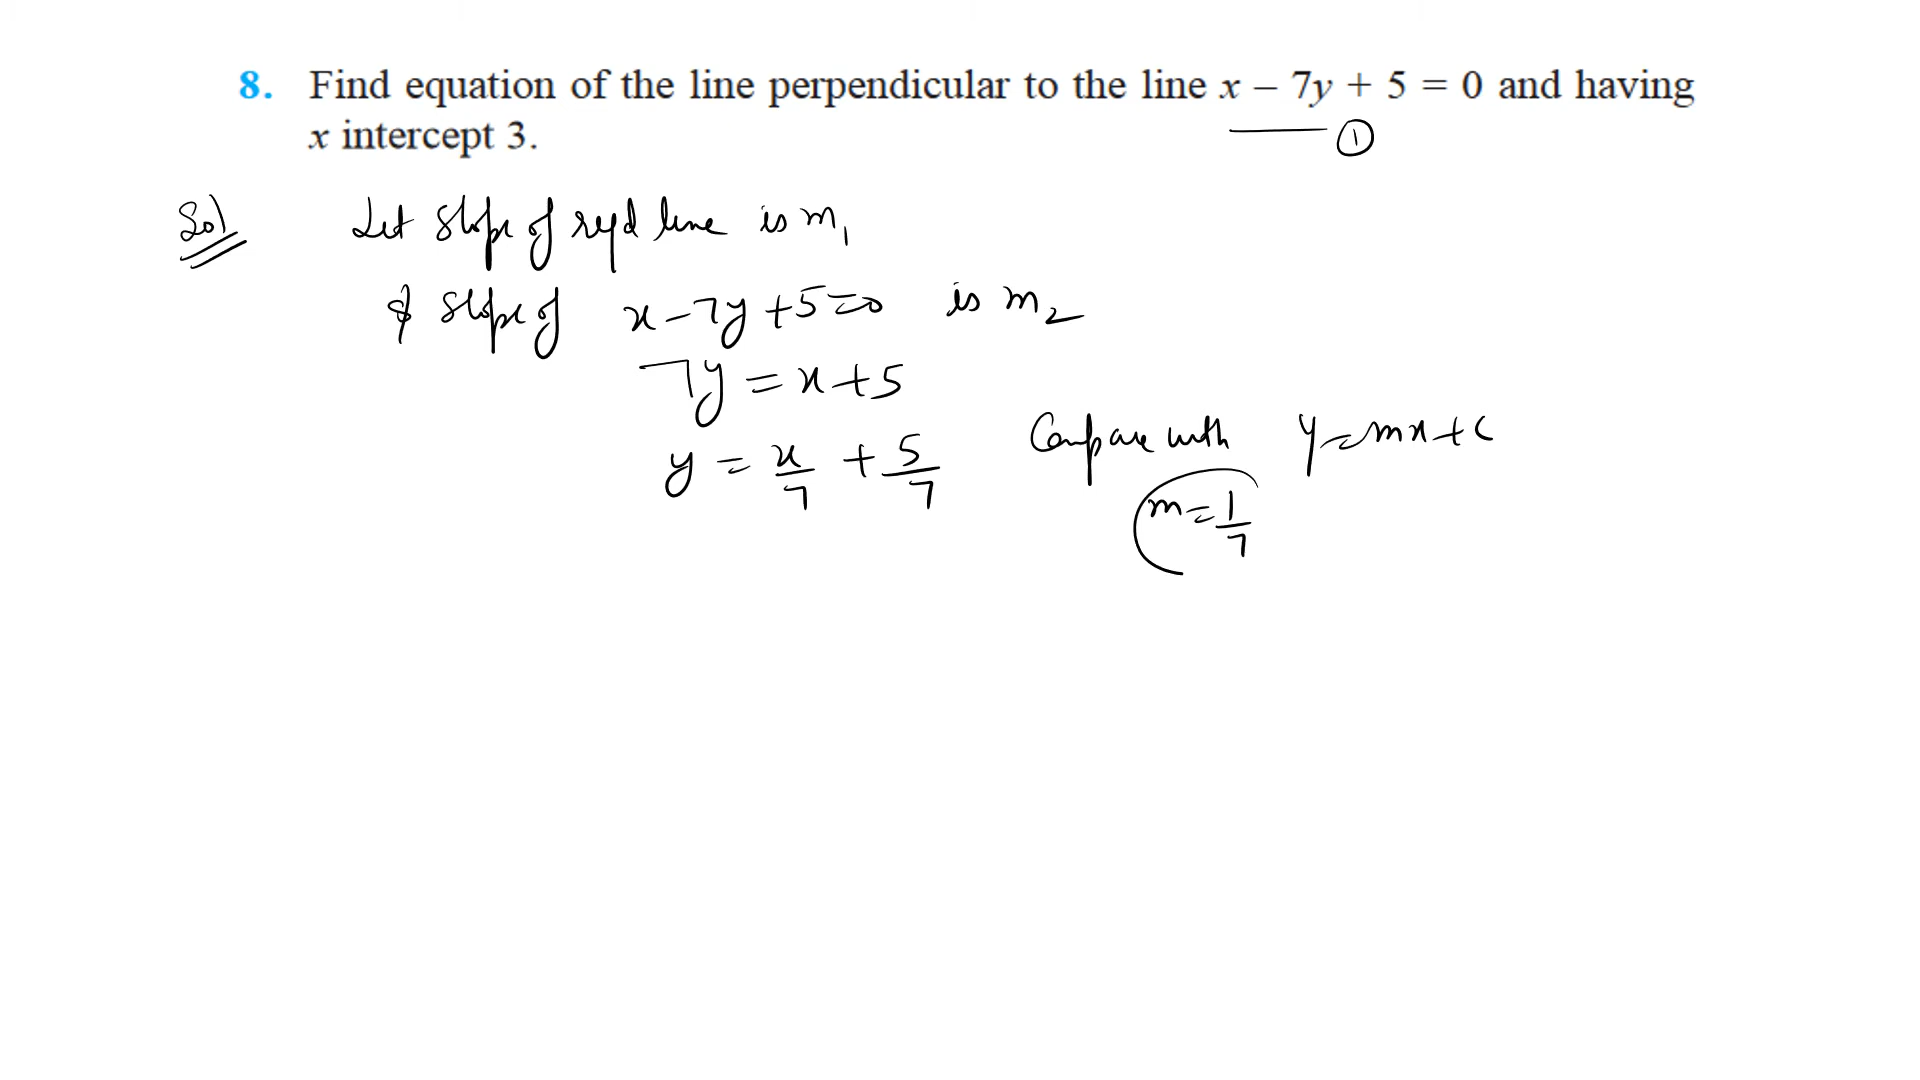 8. Find equation of the line perpendicular to the line x – 7y + 5 = 0 and having
x intercept 3.
①
Sol Let slope of reqd line is m₁
& slope of x-7y+5=0 is m₂
7y = x+5
y = x/7 + 5/7 Compare with y=mx+c
m=1/7